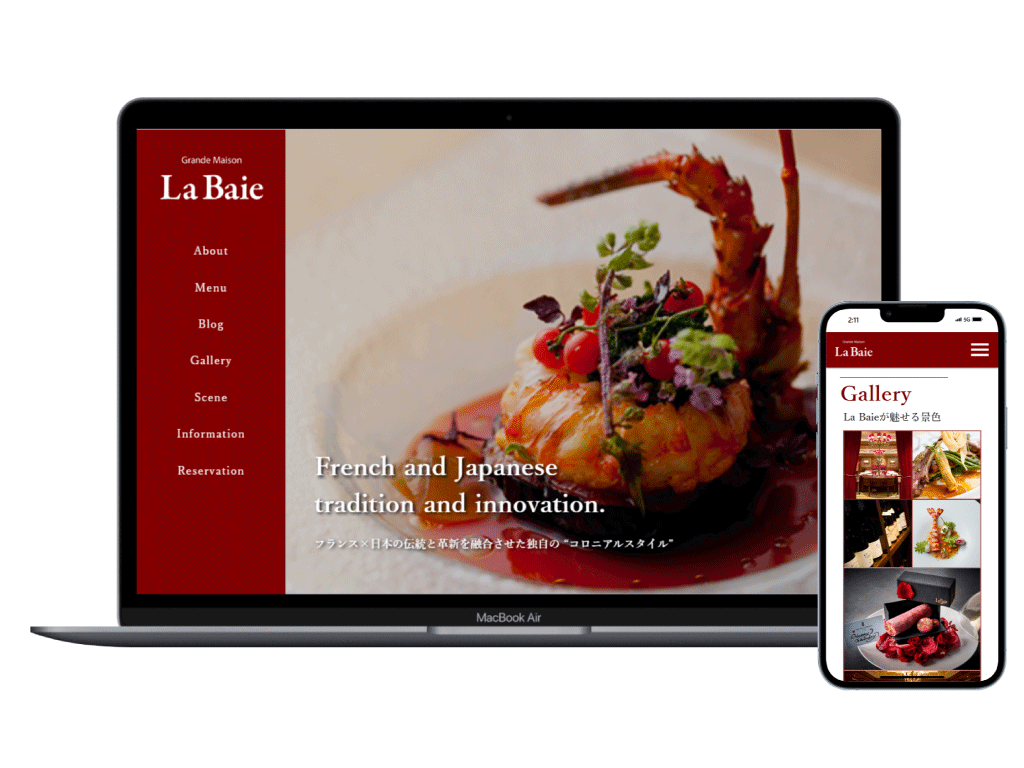 Grande Maison
La Baie
About
Menu
Blog
Gallery
Scene
Information
Reservation
French and Japanese
tradition and innovation.
フランス×日本の伝統と革新を融合させた独自の “コロニアルスタイル”
MacBook Air
2:11
5G
Grande Maison
La Baie
Gallery
La Baieが魅せる景色